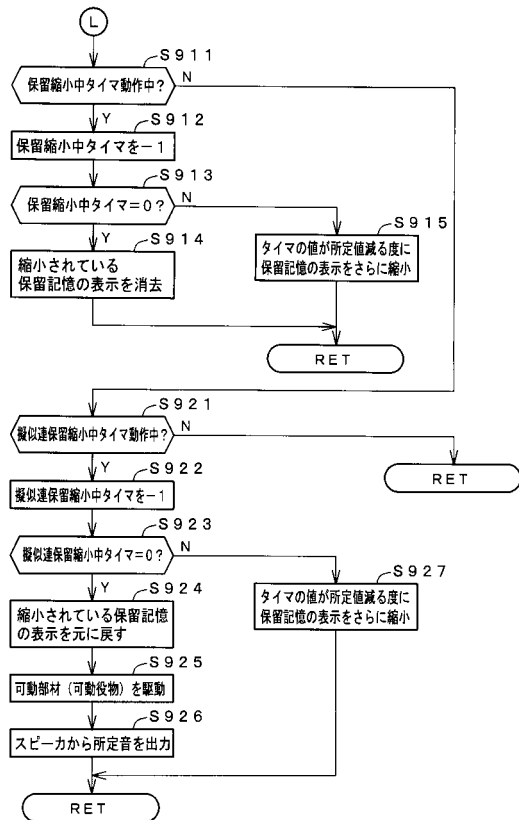 L
S911
保留縮小中タイマ動作中?
N
Y
S912
保留縮小中タイマを−1
S913
保留縮小中タイマ=0?
N
Y
S914
縮小されている
保留記憶の表示を消去
S915
タイマの値が所定値減る度に
保留記憶の表示をさらに縮小
RET
S921
擬似連保留縮小中タイマ動作中?
N
RET
Y
S922
擬似連保留縮小中タイマを−1
S923
擬似連保留縮小中タイマ=0?
N
Y
S924
縮小されている保留記憶
の表示を元に戻す
S927
タイマの値が所定値減る度に
保留記憶の表示をさらに縮小
S925
可動部材(可動役物)を駆動
S926
スピーカから所定音を出力
RET